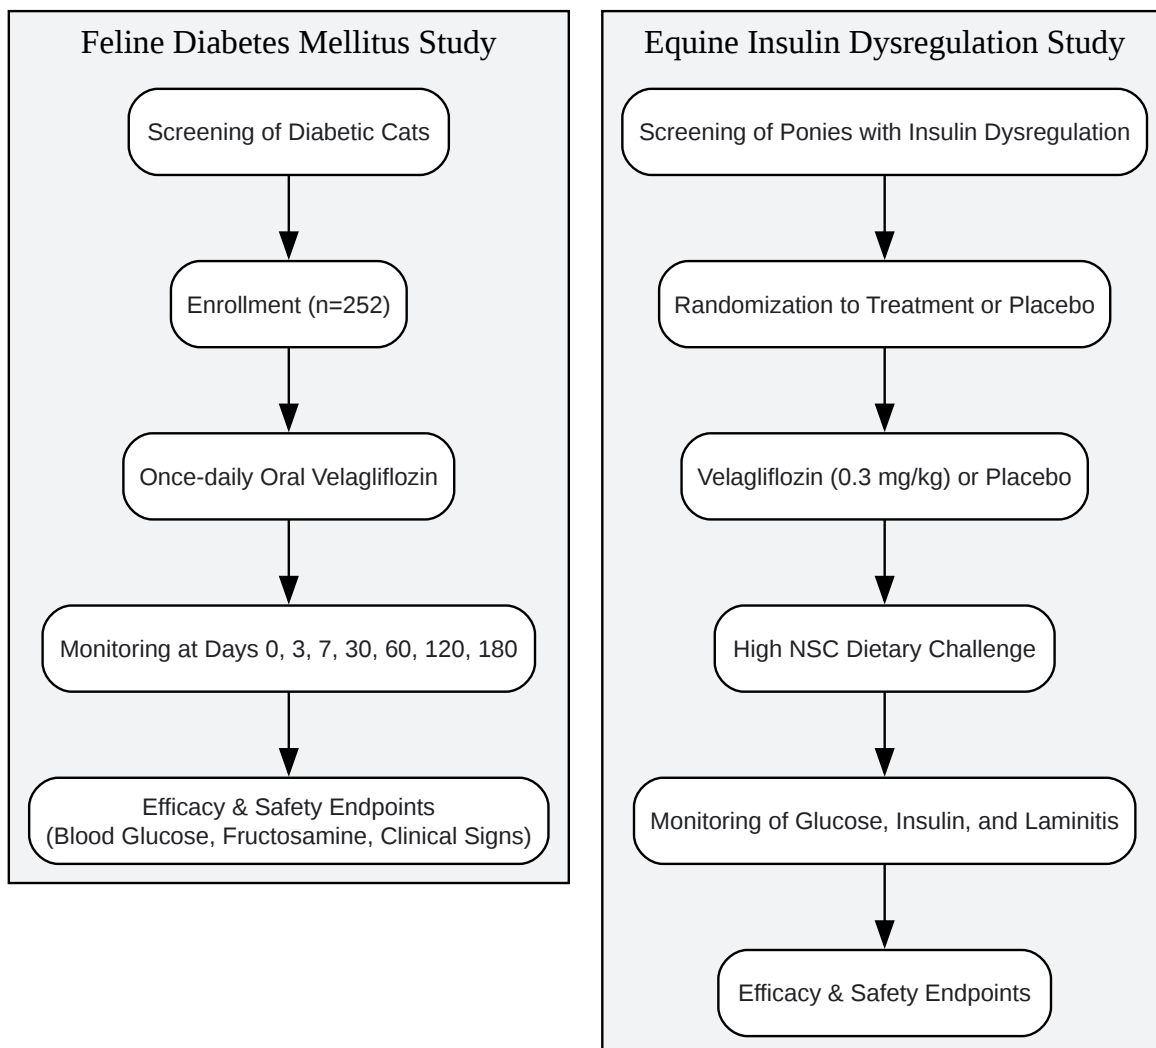 Feline Diabetes Mellitus Study
Screening of Diabetic Cats
Enrollment (n=252)
Once-daily Oral Velagliflozin
Monitoring at Days 0, 3, 7, 30, 60, 120, 180
Efficacy & Safety Endpoints
(Blood Glucose, Fructosamine, Clinical Signs)
Equine Insulin Dysregulation Study
Screening of Ponies with Insulin Dysregulation
Randomization to Treatment or Placebo
Velagliflozin (0.3 mg/kg) or Placebo
High NSC Dietary Challenge
Monitoring of Glucose, Insulin, and Laminitis
Efficacy & Safety Endpoints